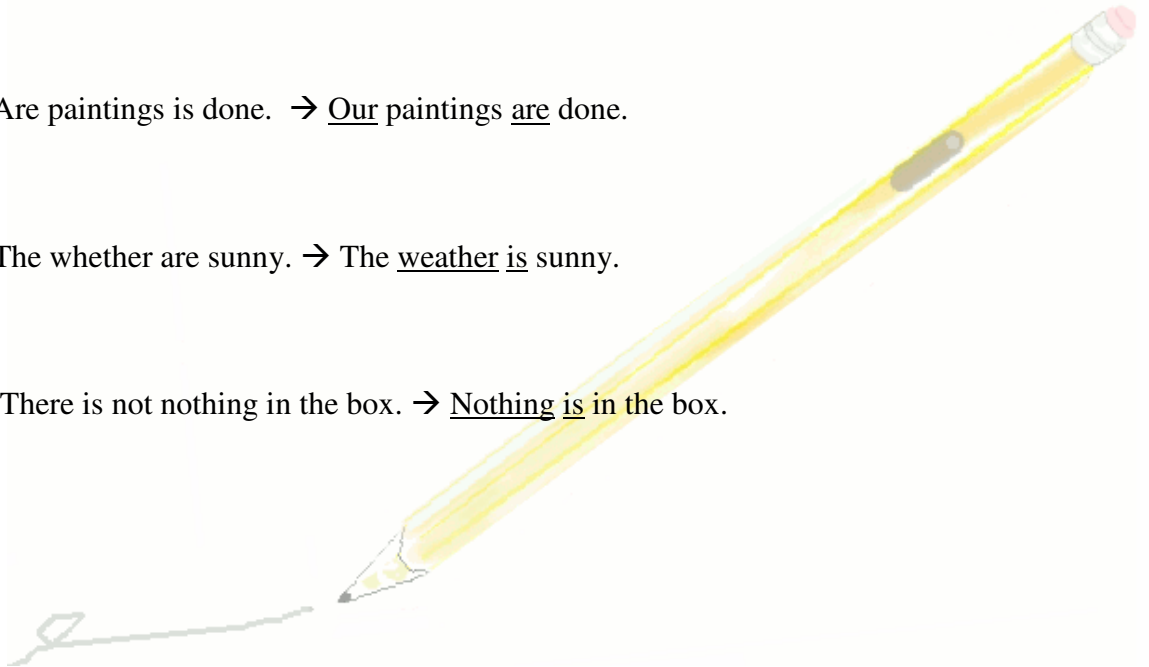 Are paintings is done. → Our paintings are done.
The whether are sunny. → The weather is sunny.
There is not nothing in the box. → Nothing is in the box.